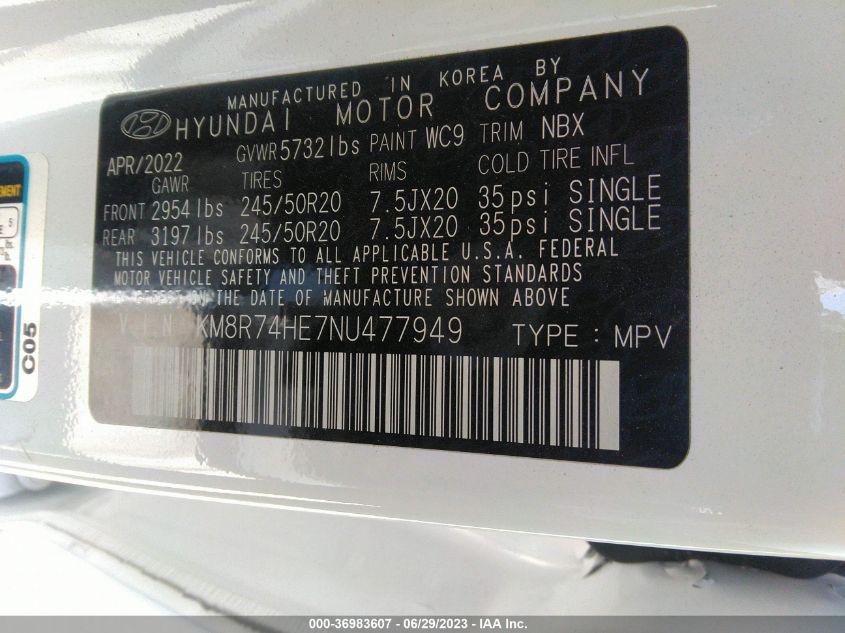 MANUFACTURED IN KOREA BY
HYUNDAI MOTOR COMPANY
APR/2022 GVWR 5732 lbs PAINT WC9 TRIM NBX
GAWR TIRES RIMS COLD TIRE INFL
FRONT 2954 lbs 245/50R20 7.5JX20 35psi SINGLE
REAR 3197 lbs 245/50R20 7.5JX20 35psi SINGLE
THIS VEHICLE CONFORMS TO ALL APPLICABLE U.S.A. FEDERAL
MOTOR VEHICLE SAFETY AND THEFT PREVENTION STANDARDS
ON THE DATE OF MANUFACTURE SHOWN ABOVE
VIN KM8R74HE7NU477949 TYPE : MPV
C05
000-36983607 - 06/29/2023 - IAA Inc.